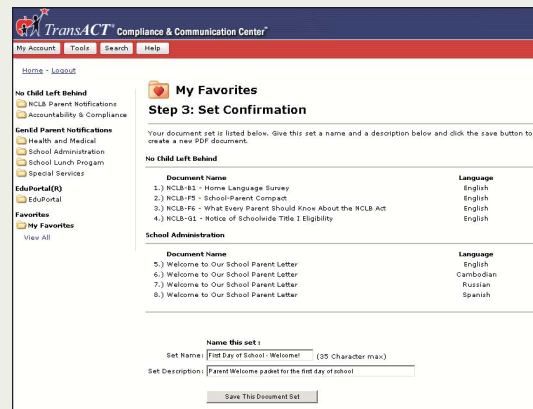 TransACT® Compliance & Communication Center™
My Account Tools Search Help
Home - Logout
No Child Left Behind
NCLB Parent Notifications
Accountability & Compliance
GenEd Parent Notifications
Health and Medical
School Administration
School Lunch Progam
Special Services
EduPortal(R)
EduPortal
Favorites
My Favorites
View All
My Favorites
Step 3: Set Confirmation
Your document set is listed below. Give this set a name and a description below and click the save button to
create a new PDF document.
No Child Left Behind
Document Name Language
1.) NCLB-B1 - Home Language Survey English
2.) NCLB-F5 - School-Parent Compact English
3.) NCLB-F6 - What Every Parent Should Know About the NCLB Act English
4.) NCLB-G1 - Notice of Schoolwide Title I Eligibility English
School Administration
Document Name Language
5.) Welcome to Our School Parent Letter English
6.) Welcome to Our School Parent Letter Cambodian
7.) Welcome to Our School Parent Letter Russian
8.) Welcome to Our School Parent Letter Spanish
Name this set :
Set Name: First Day of School - Welcome! (35 Character max)
Set Description: Parent Welcome packet for the first day of school
Save This Document Set